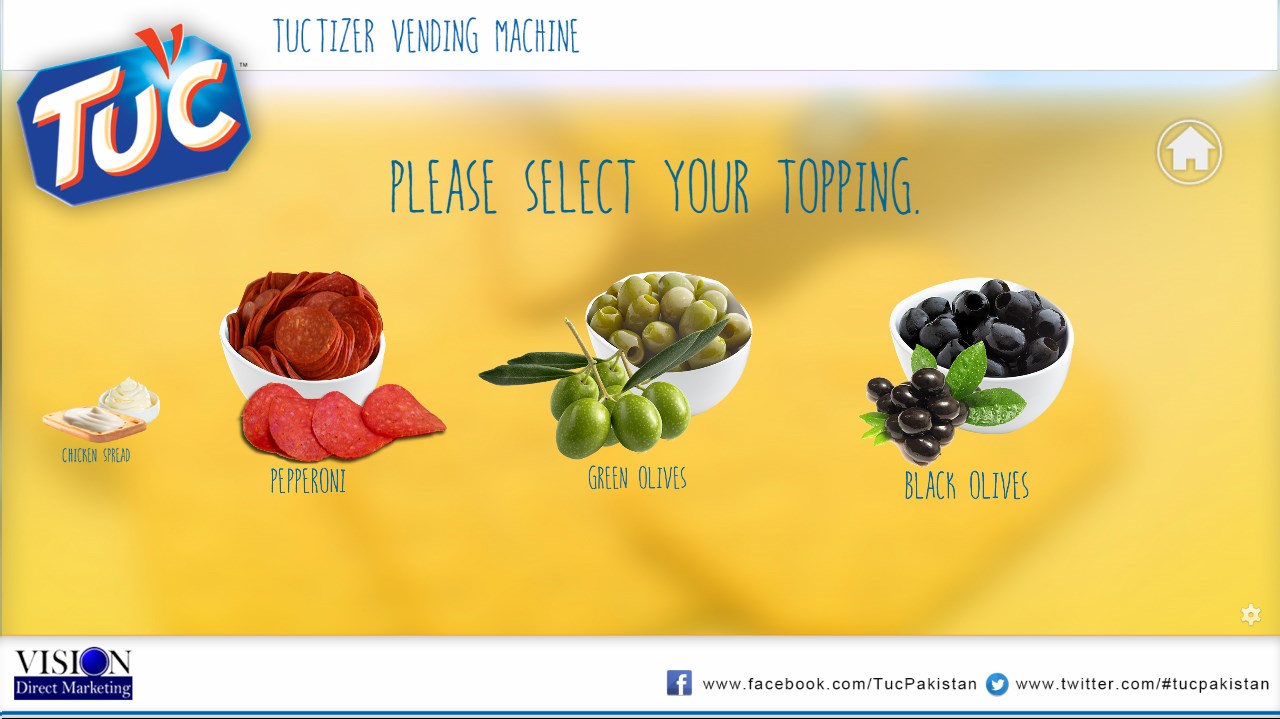 TUCTIZER VENDING MACHINE
TUC™
PLEASE SELECT YOUR TOPPING.
CHICKEN SPREAD
PEPPERONI
GREEN OLIVES
BLACK OLIVES
VISION
Direct Marketing
www.facebook.com/TucPakistan
www.twitter.com/#tucpakistan